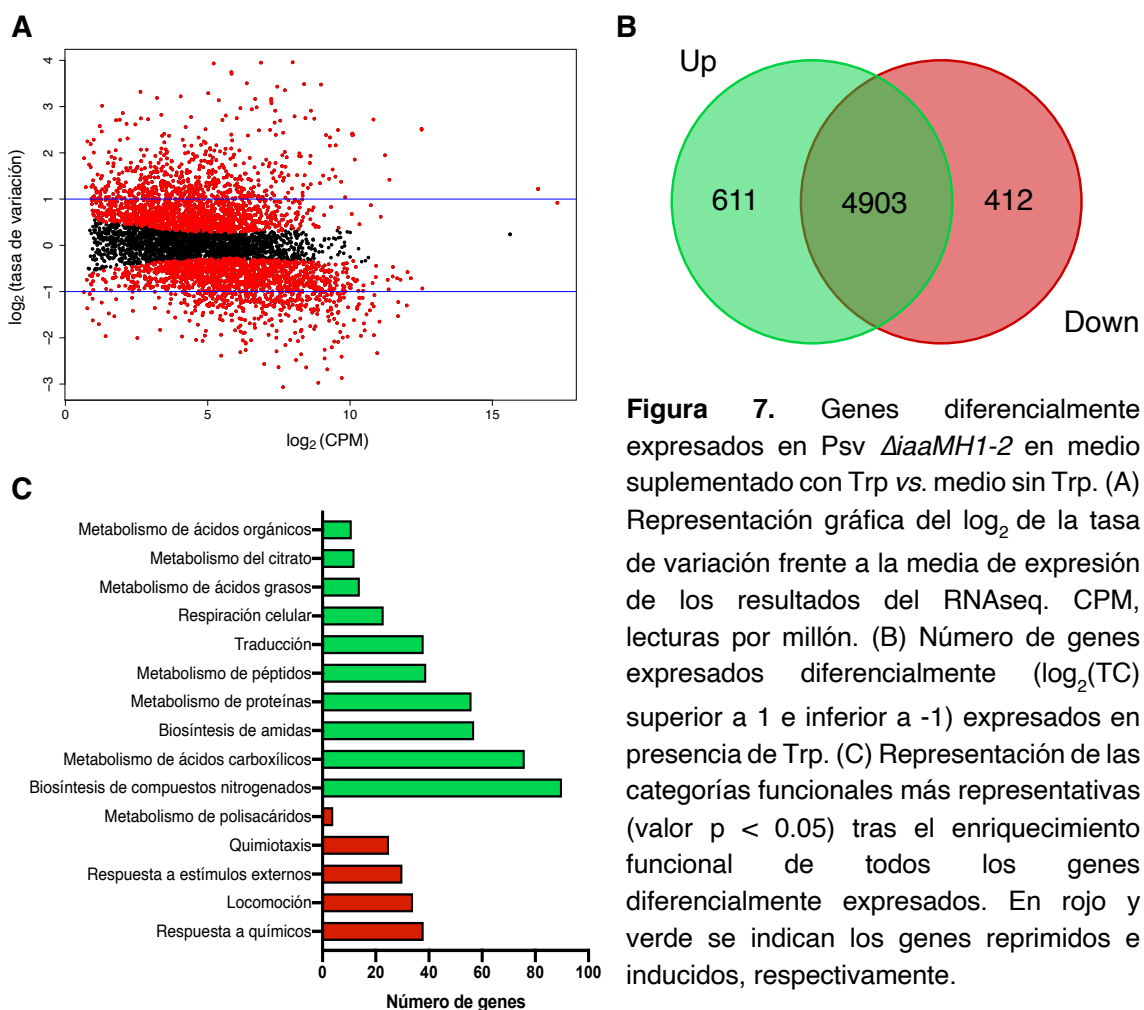 A
log2 (tasa de variación)
4
3
2
1
0
−1
−2
−3
0
5
10
15
log2 (CPM)
B
Up
611
4903
412
Down
Figura 7. Genes diferencialmente
expresados en Psv ΔiaaMH1-2 en medio
suplementado con Trp vs. medio sin Trp. (A)
Representación gráfica del log2 de la tasa
de variación frente a la media de expresión
de los resultados del RNAseq. CPM,
lecturas por millón. (B) Número de genes
expresados diferencialmente (log2(TC)
superior a 1 e inferior a -1) expresados en
presencia de Trp. (C) Representación de las
categorías funcionales más representativas
(valor p < 0.05) tras el enriquecimiento
funcional de todos los genes
diferencialmente expresados. En rojo y
verde se indican los genes reprimidos e
inducidos, respectivamente.
C
Metabolismo de ácidos orgánicos
Metabolismo del citrato
Metabolismo de ácidos grasos
Respiración celular
Traducción
Metabolismo de péptidos
Metabolismo de proteínas
Biosíntesis de amidas
Metabolismo de ácidos carboxílicos
Biosíntesis de compuestos nitrogenados
Metabolismo de polisacáridos
Quimiotaxis
Respuesta a estímulos externos
Locomoción
Respuesta a químicos
0
20
40
60
80
100
Número de genes